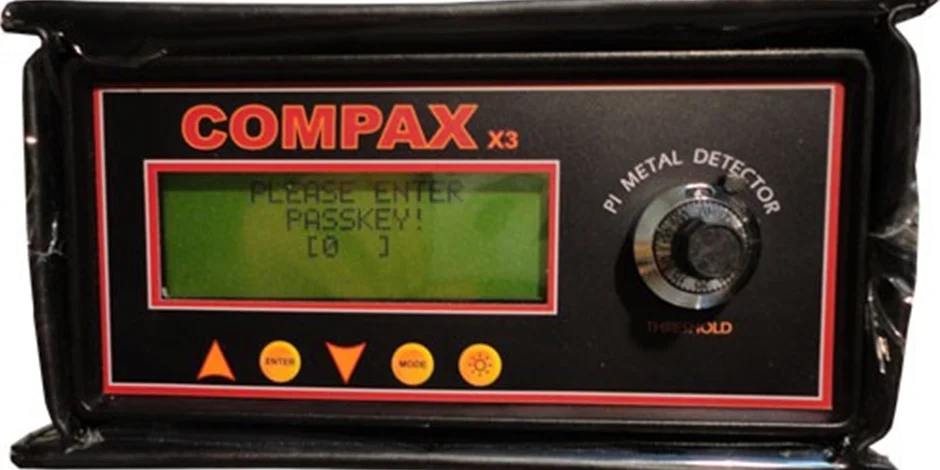 COMPAX X3
PLEASE ENTER
PASSKEY!
[0 ]
PI METAL DETECTOR
THRESHOLD
ENTER
MODE